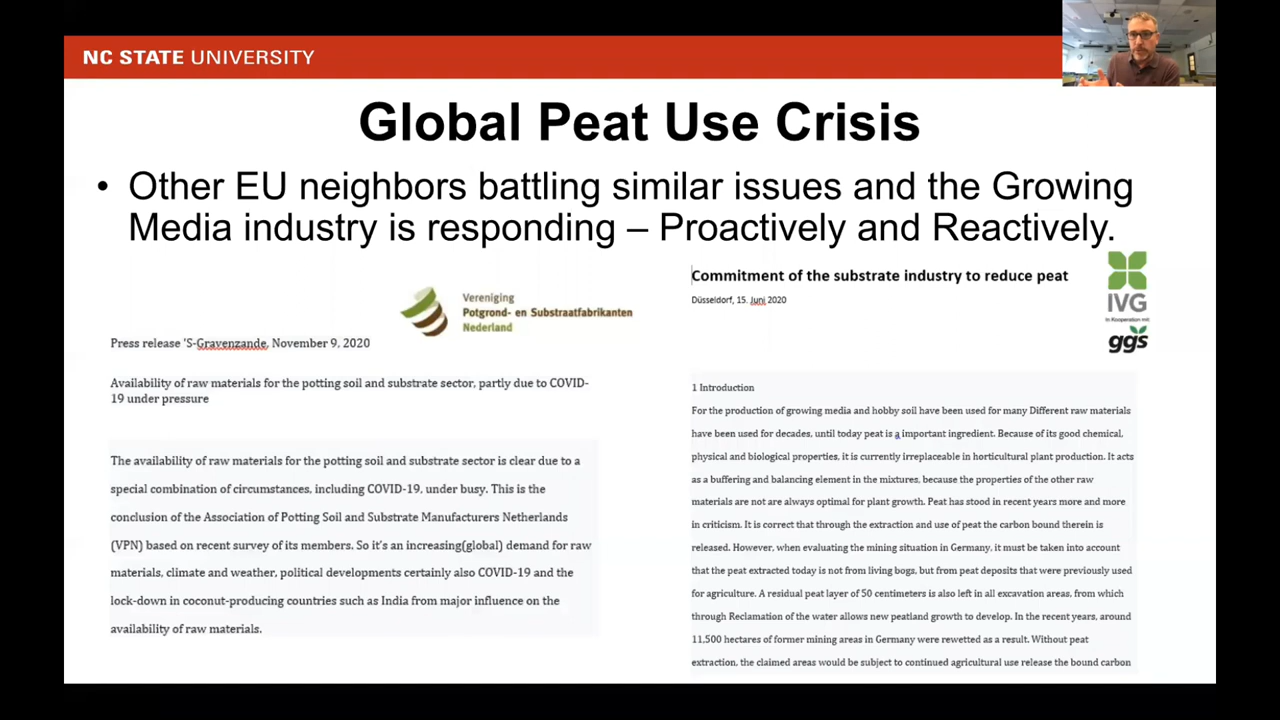 NC STATE UNIVERSITY
Global Peat Use Crisis
• Other EU neighbors battling similar issues and the Growing
Media industry is responding – Proactively and Reactively.
Vereniging
Potgrond- en Substraatfabrikanten
Nederland
Press release 'S-Gravenzande, November 9, 2020
Availability of raw materials for the potting soil and substrate sector, partly due to COVID-
19 under pressure
The availability of raw materials for the potting soil and substrate sector is clear due to a
special combination of circumstances, including COVID-19, under busy. This is the
conclusion of the Association of Potting Soil and Substrate Manufacturers Netherlands
(VPN) based on recent survey of its members. So it's an increasing(global) demand for raw
materials, climate and weather, political developments certainly also COVID-19 and the
lock-down in coconut-producing countries such as India from major influence on the
availability of raw materials.
Commitment of the substrate industry to reduce peat
Düsseldorf, 15. Juni 2020
IVG
In Kooperation mit
ggs
1 Introduction
For the production of growing media and hobby soil have been used for many Different raw materials
have been used for decades, until today peat is a important ingredient. Because of its good chemical,
physical and biological properties, it is currently irreplaceable in horticultural plant production. It acts
as a buffering and balancing element in the mixtures, because the properties of the other raw
materials are not are always optimal for plant growth. Peat has stood in recent years more and more
in criticism. It is correct that through the extraction and use of peat the carbon bound therein is
released. However, when evaluating the mining situation in Germany, it must be taken into account
that the peat extracted today is not from living bogs, but from peat deposits that were previously used
for agriculture. A residual peat layer of 50 centimeters is also left in all excavation areas, from which
through Reclamation of the water allows new peatland growth to develop. In the recent years, around
11,500 hectares of former mining areas in Germany were rewetted as a result. Without peat
extraction, the claimed areas would be subject to continued agricultural use release the bound carbon